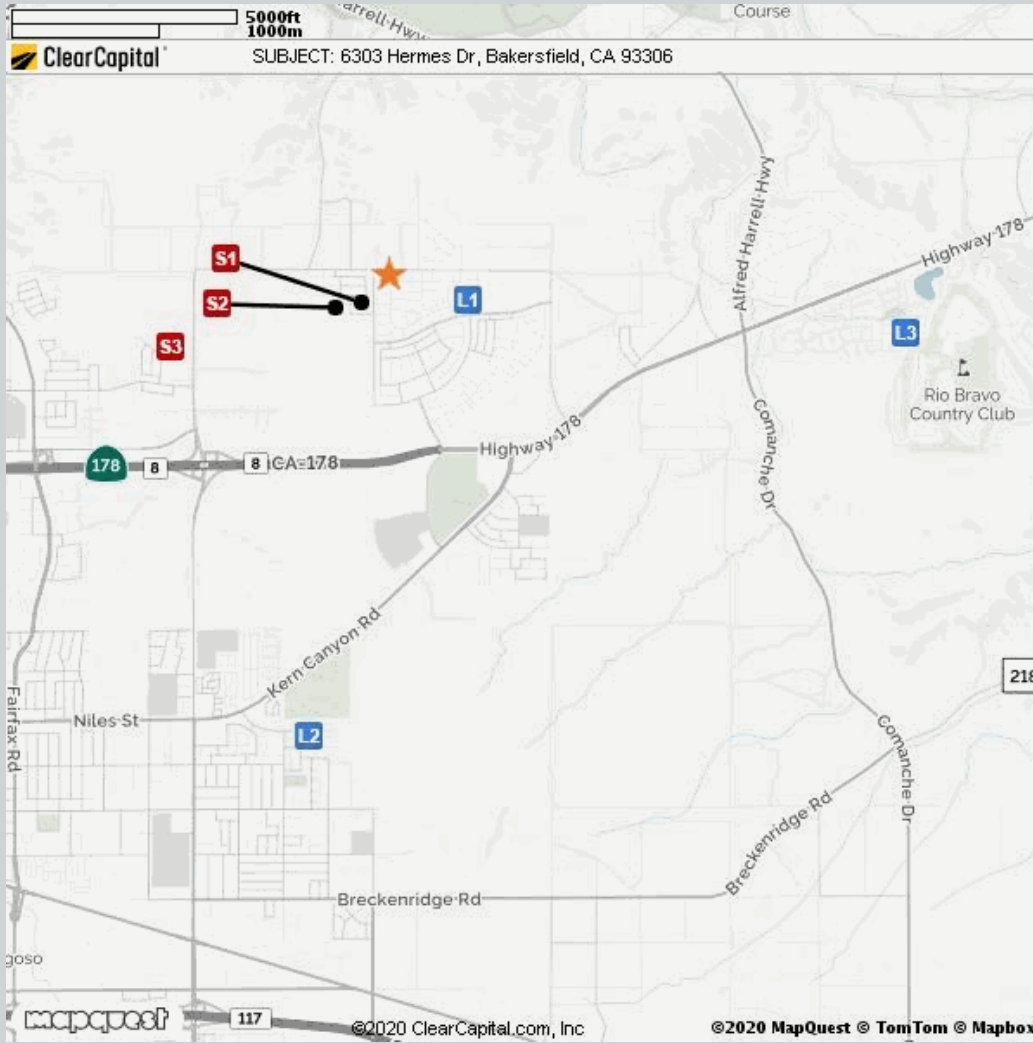 5000ft
1000m
arrell-Hwy
Course
ClearCapital
SUBJECT: 6303 Hermes Dr, Bakersfield, CA 93306
Alfred-Harrell-Hwy
Highway 178
S1
S2
L1
S3
L3
Rio Bravo
Country Club
Comanche Dr
Highway-178
178
8
8
CA-178
Kern-Canyon-Rd
218
Fairfax Rd
Niles St
L2
Comanche Dr
Breckenridge Rd
Breckenridge Rd
goso
mapquest
117
©2020 ClearCapital.com, Inc
©2020 MapQuest © TomTom © Mapbox